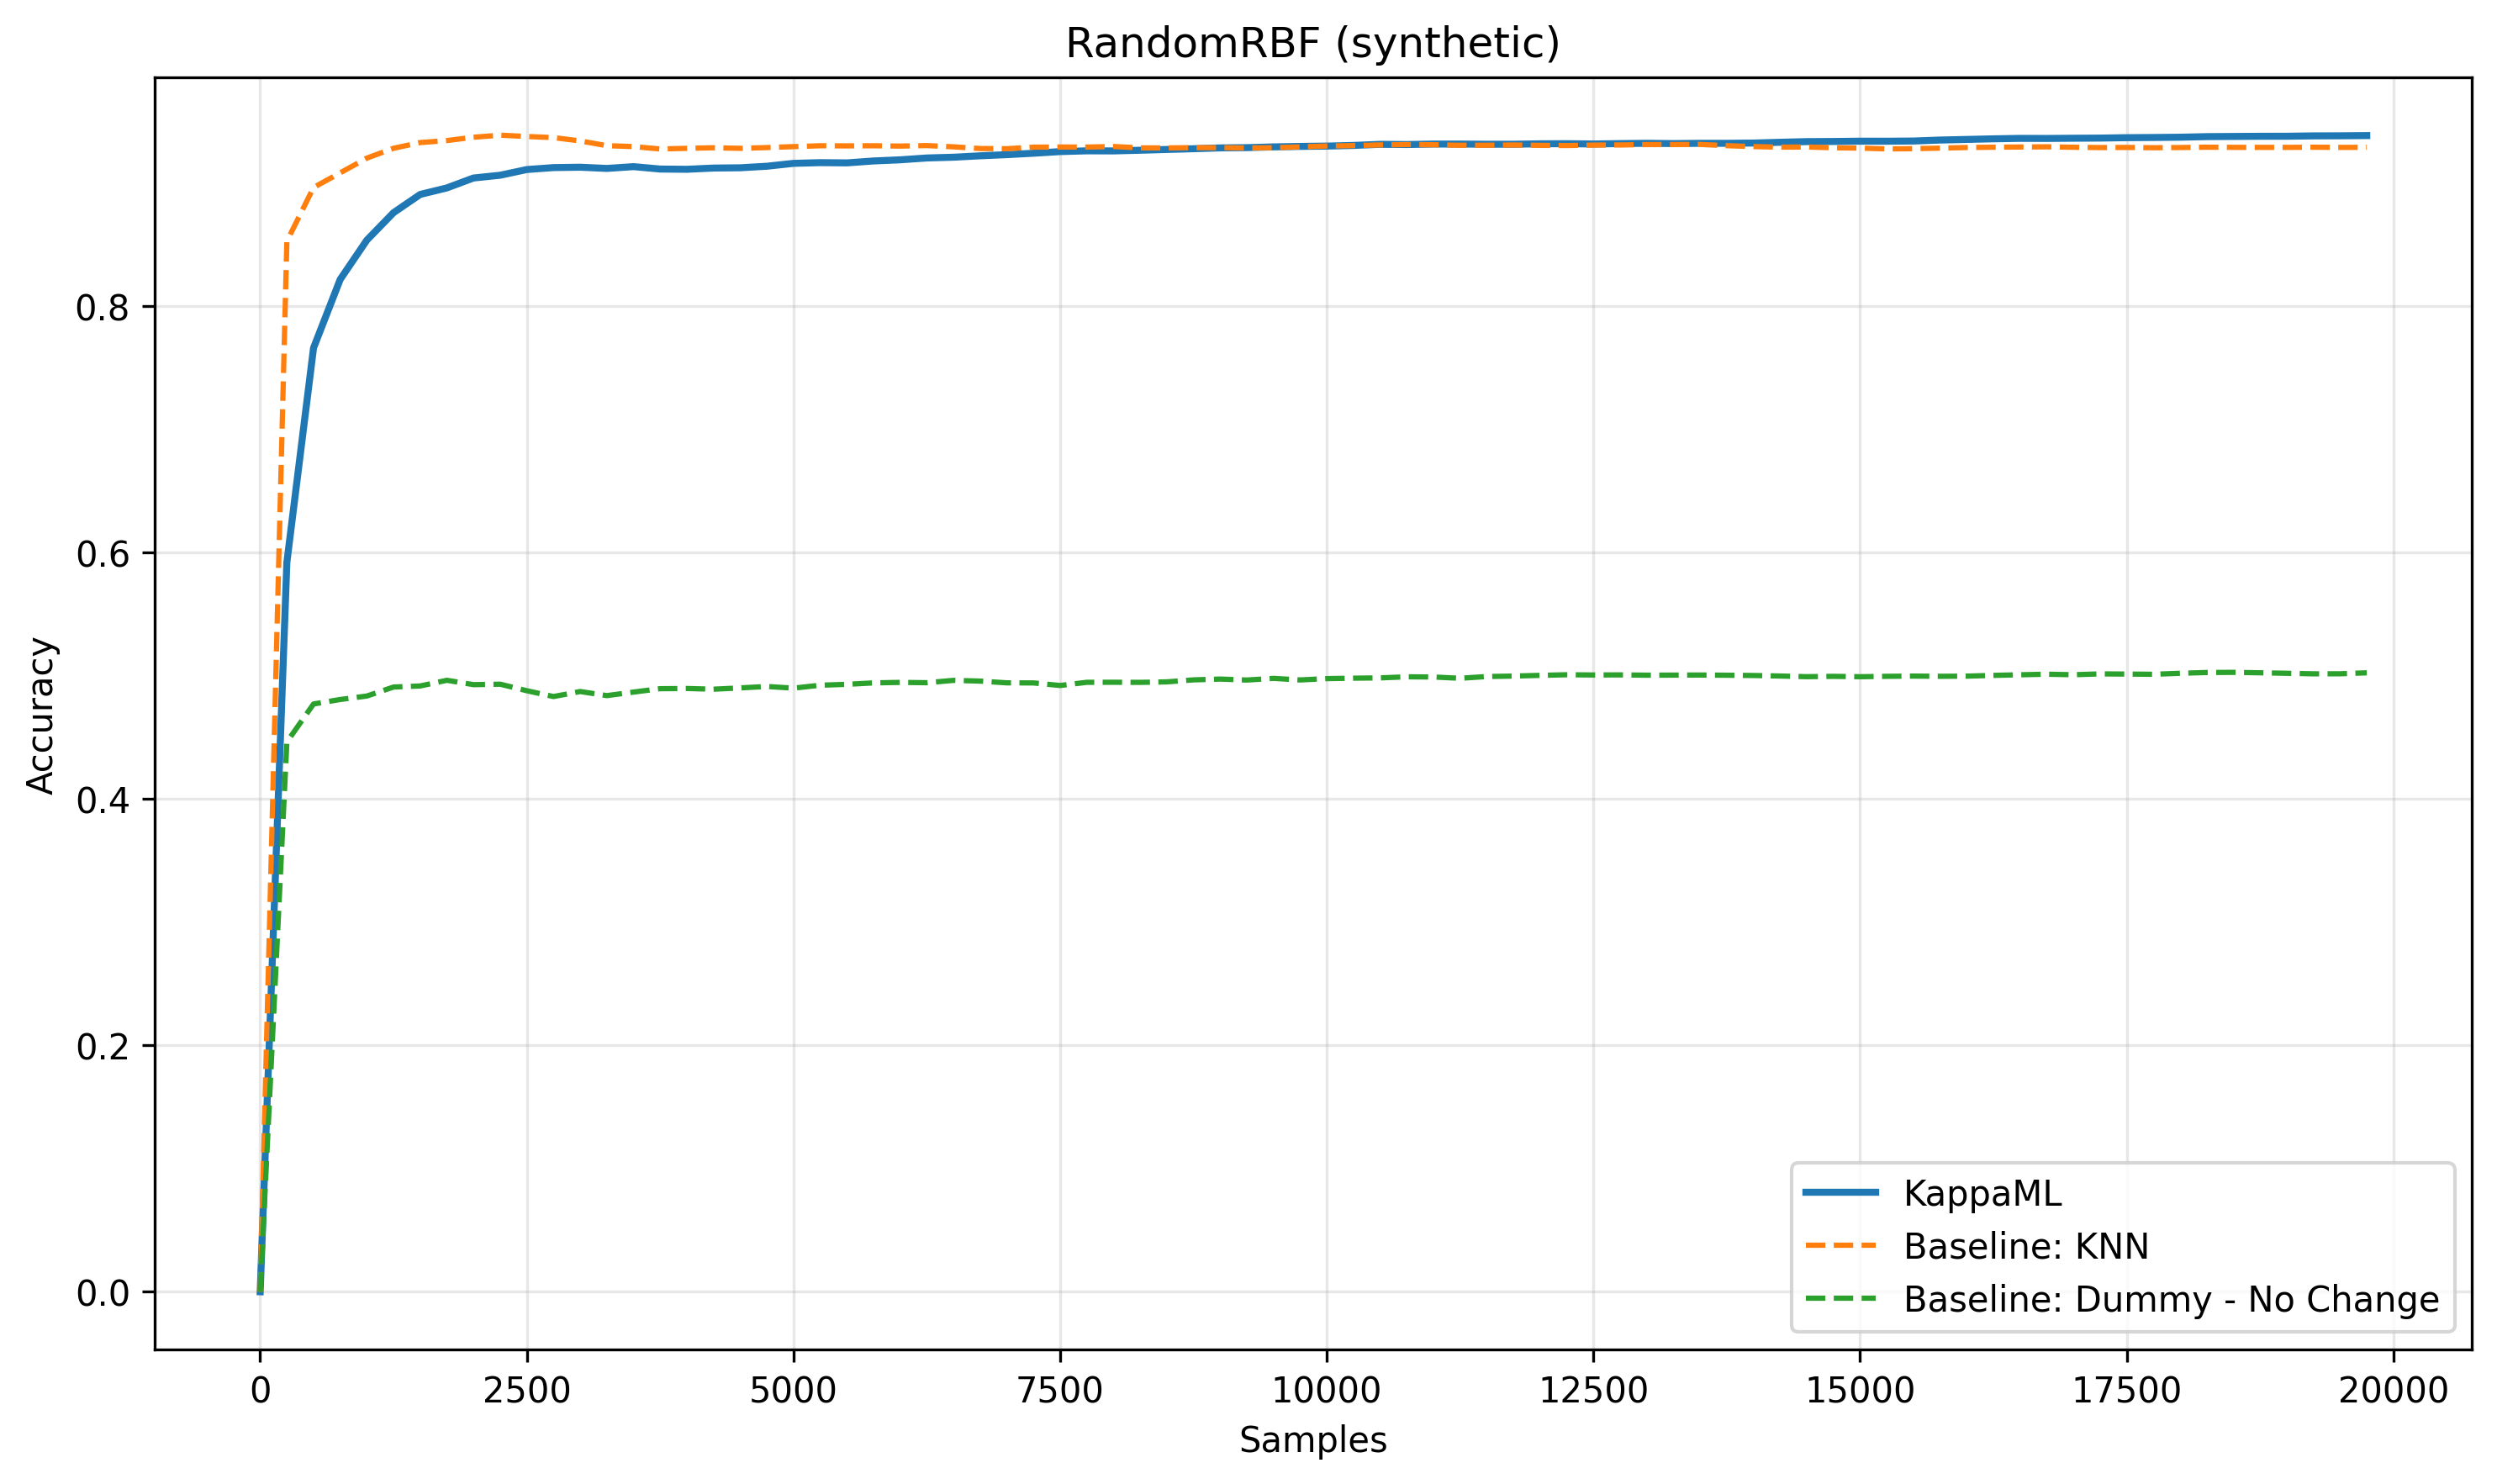 RandomRBF (synthetic)
Accuracy
0.8
0.6
0.4
0.2
0.0
0
2500
5000
7500
10000
12500
15000
17500
20000
Samples
KappaML
Baseline: KNN
Baseline: Dummy - No Change